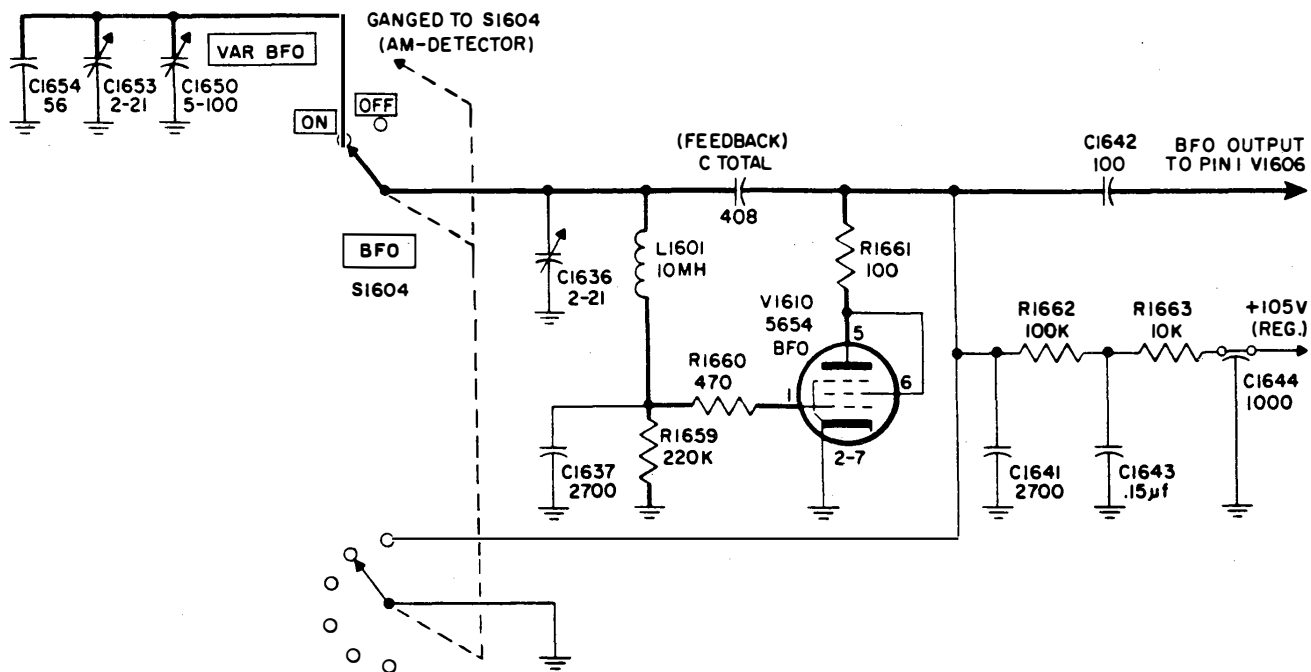 GANGED TO S1604
(AM-DETECTOR)
VAR BFO
C1654
56
C1653
2-21
C1650
5-100
OFF
ON
(FEEDBACK)
C TOTAL
408
C1642
100
BFO OUTPUT
TO PIN 1 V1606
BFO
S1604
C1636
2-21
L1601
10MH
R1661
100
V1610
5654
BFO
5
6
1
2-7
R1660
470
R1662
100K
R1663
10K
+105V
(REG.)
C1644
1000
R1659
220K
C1637
2700
C1641
2700
C1643
.15µf